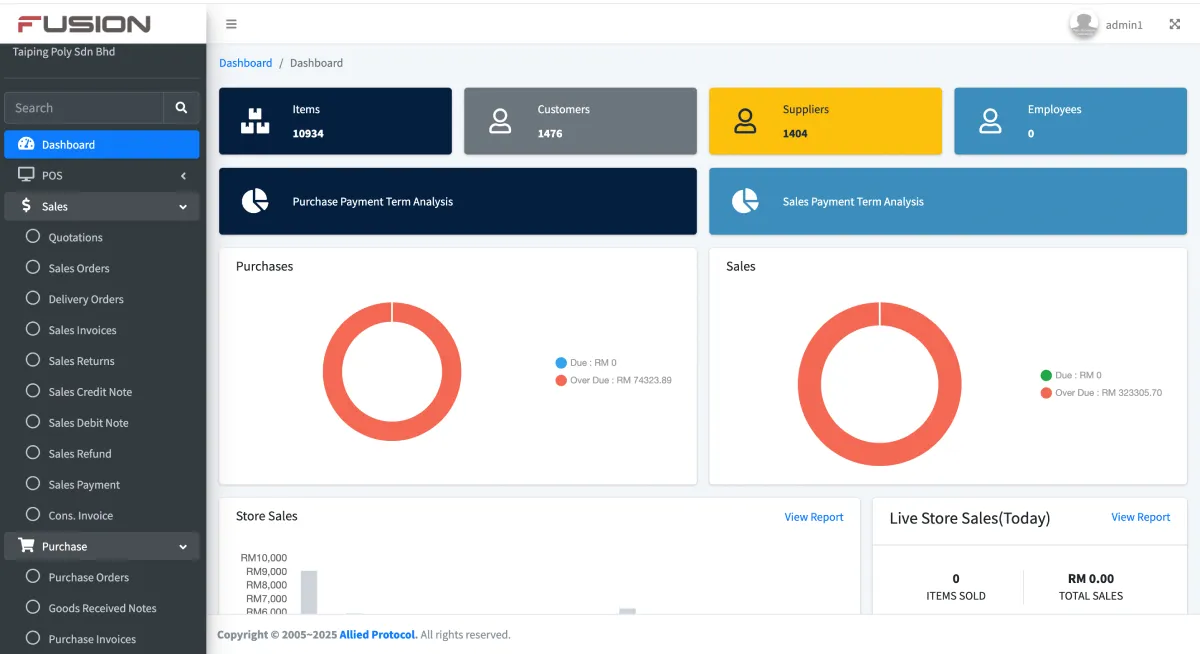 FUSION
admin1
Taiping Poly Sdn Bhd
Search
Dashboard
POS
Sales
Quotations
Sales Orders
Delivery Orders
Sales Invoices
Sales Returns
Sales Credit Note
Sales Debit Note
Sales Refund
Sales Payment
Cons. Invoice
Purchase
Purchase Orders
Goods Received Notes
Purchase Invoices
Dashboard / Dashboard
Items
10934
Customers
1476
Suppliers
1404
Employees
0
Purchase Payment Term Analysis
Sales Payment Term Analysis
Purchases
Due : RM 0
Over Due : RM 74323.89
Sales
Due : RM 0
Over Due : RM 323305.70
Store Sales
View Report
RM10,000
RM9,000
RM8,000
RM7,000
RM6,000
Live Store Sales(Today)
View Report
0
ITEMS SOLD
RM 0.00
TOTAL SALES
Copyright © 2005~2025 Allied Protocol. All rights reserved.